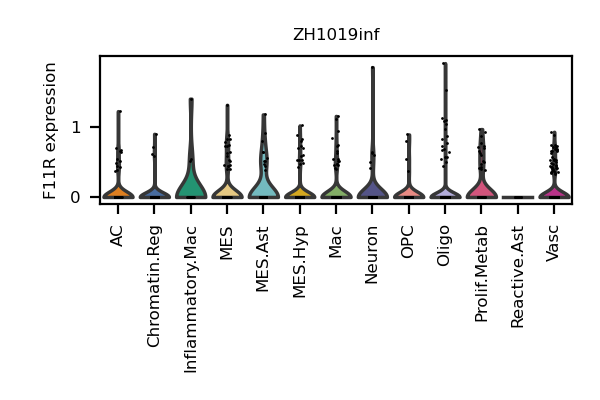 ZH1019inf
F11R expression
1
0
AC
Chromatin.Reg
Inflammatory.Mac
MES
MES.Ast
MES.Hyp
Mac
Neuron
OPC
Oligo
Prolif.Metab
Reactive.Ast
Vasc